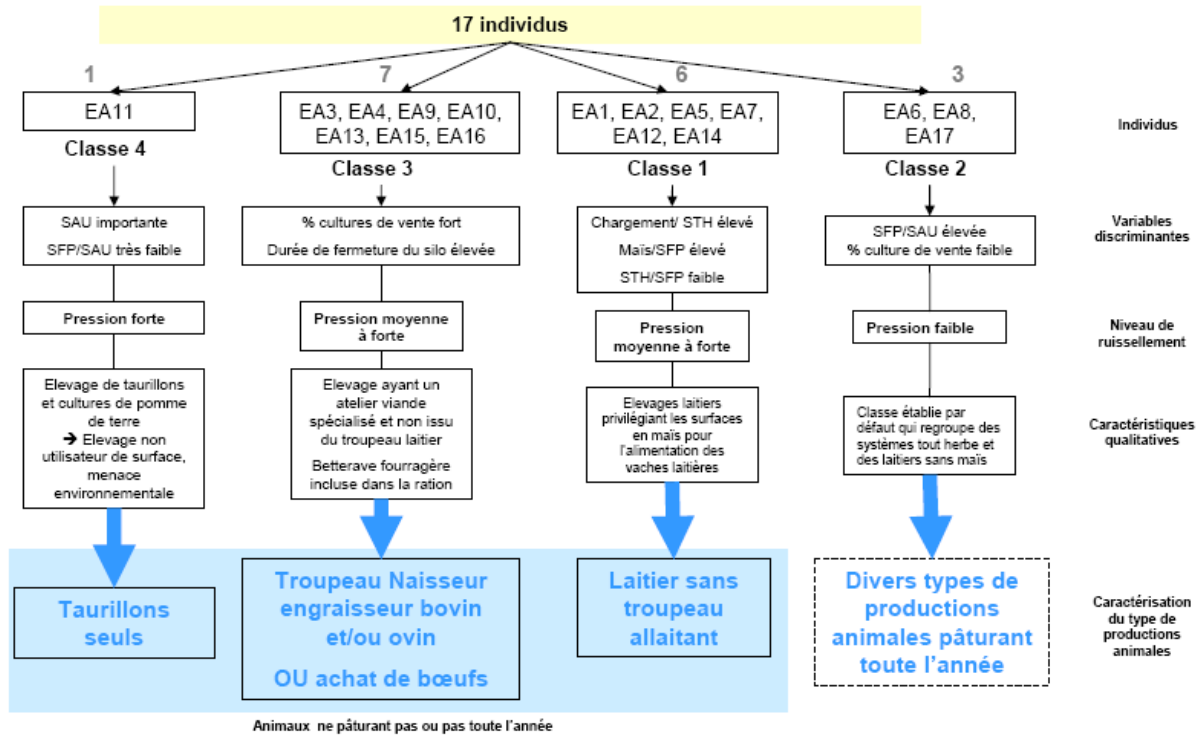 17 individus
1
7
6
3
EA11
EA3, EA4, EA9, EA10,
EA13, EA15, EA16
EA1, EA2, EA5, EA7,
EA12, EA14
EA6, EA8,
EA17
Individus
Classe 4
Classe 3
Classe 1
Classe 2
SAU importante
SFP/SAU très faible
% cultures de vente fort
Durée de fermeture du silo élevée
Chargement/ STH élevé
Maïs/SFP élevé
STH/SFP faible
SFP/SAU élevée
% culture de vente faible
Variables
discriminantes
Pression forte
Pression moyenne
à forte
Pression
moyenne à forte
Pression faible
Niveau de
ruissellement
Elevage de taurillons
et cultures de pomme
de terre
➔ Elevage non
utilisateur de surface,
menace
environnementale
Elevage ayant un
atelier viande
spécialisé et non issu
du troupeau laitier
Betterave fourragère
incluse dans la ration
Elevages laitiers
privilégiant les surfaces
en maïs pour
l'alimentation des
vaches laitières
Classe établie par
défaut qui regroupe des
systèmes tout herbe et
des laitiers sans maïs
Caractéristiques
qualitatives
Taurillons
seuls
Troupeau Naisseur
engraisseur bovin
et/ou ovin
OU achat de bœufs
Laitier sans
troupeau
allaitant
Divers types de
productions
animales pâturant
toute l'année
Caractérisation
du type de
productions
animales
Animaux ne pâturant pas ou pas toute l'année